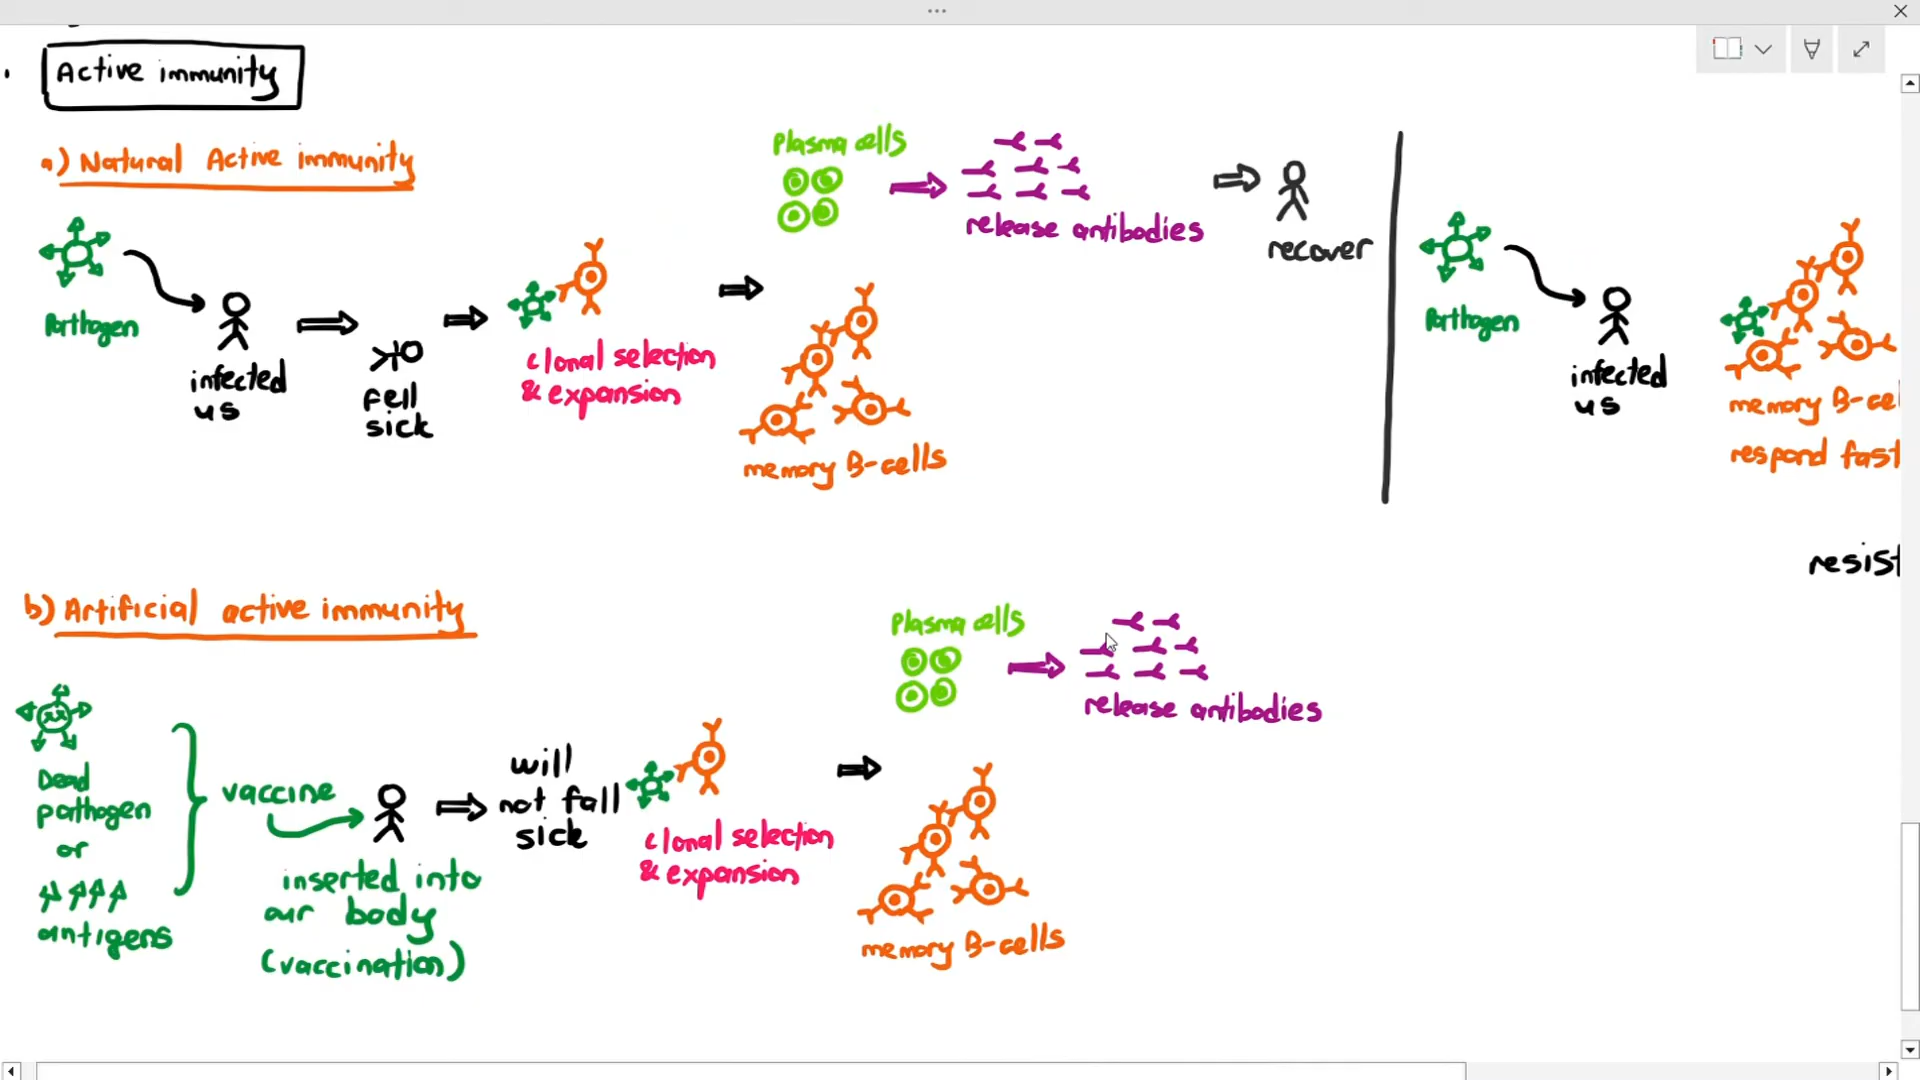 Active immunity
a) Natural Active immunity
Pathogen
infected
us
fell
sick
clonal selection
& expansion
Plasma cells
release antibodies
memory B-cells
recover
Pathogen
infected
us
memory B-ce
respond fast
resist
b) Artificial active immunity
Dead
pathogen
or
antigens
vaccine
inserted into
our body
(vaccination)
will
not fall
sick
clonal selection
& expansion
Plasma cells
release antibodies
memory B-cells